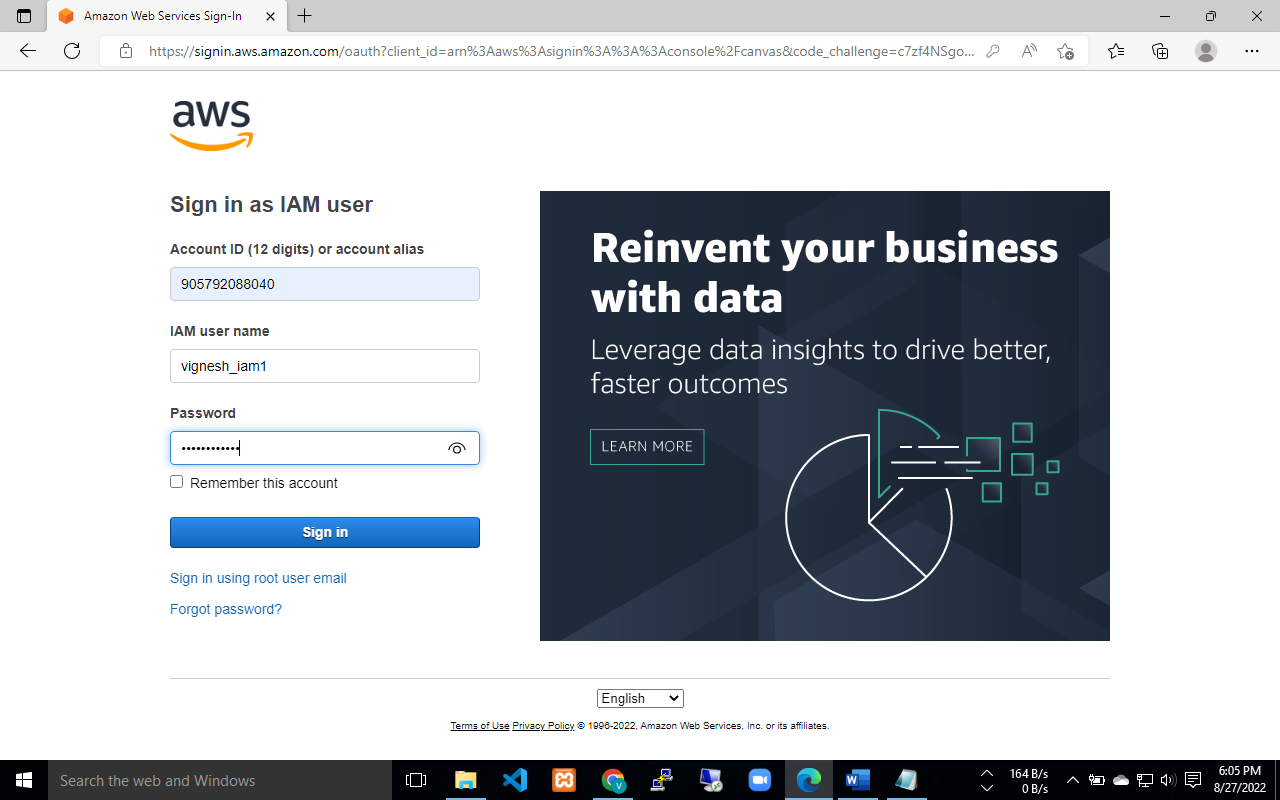 Amazon Web Services Sign-In
https://signin.aws.amazon.com/oauth?client_id=arn%3Aaws%3Asignin%3A%3A%3Aconsole%2Fcanvas&code_challenge=c7zf4NSgo...
aws
Sign in as IAM user
Account ID (12 digits) or account alias
905792088040
IAM user name
vignesh_iam1
Password
••••••••••••
Remember this account
Sign in
Sign in using root user email
Forgot password?
Reinvent your business
with data
Leverage data insights to drive better,
faster outcomes
LEARN MORE
English
Terms of Use Privacy Policy © 1996-2022, Amazon Web Services, Inc. or its affiliates.
Search the web and Windows
164 B/s
0 B/s
6:05 PM
8/27/2022